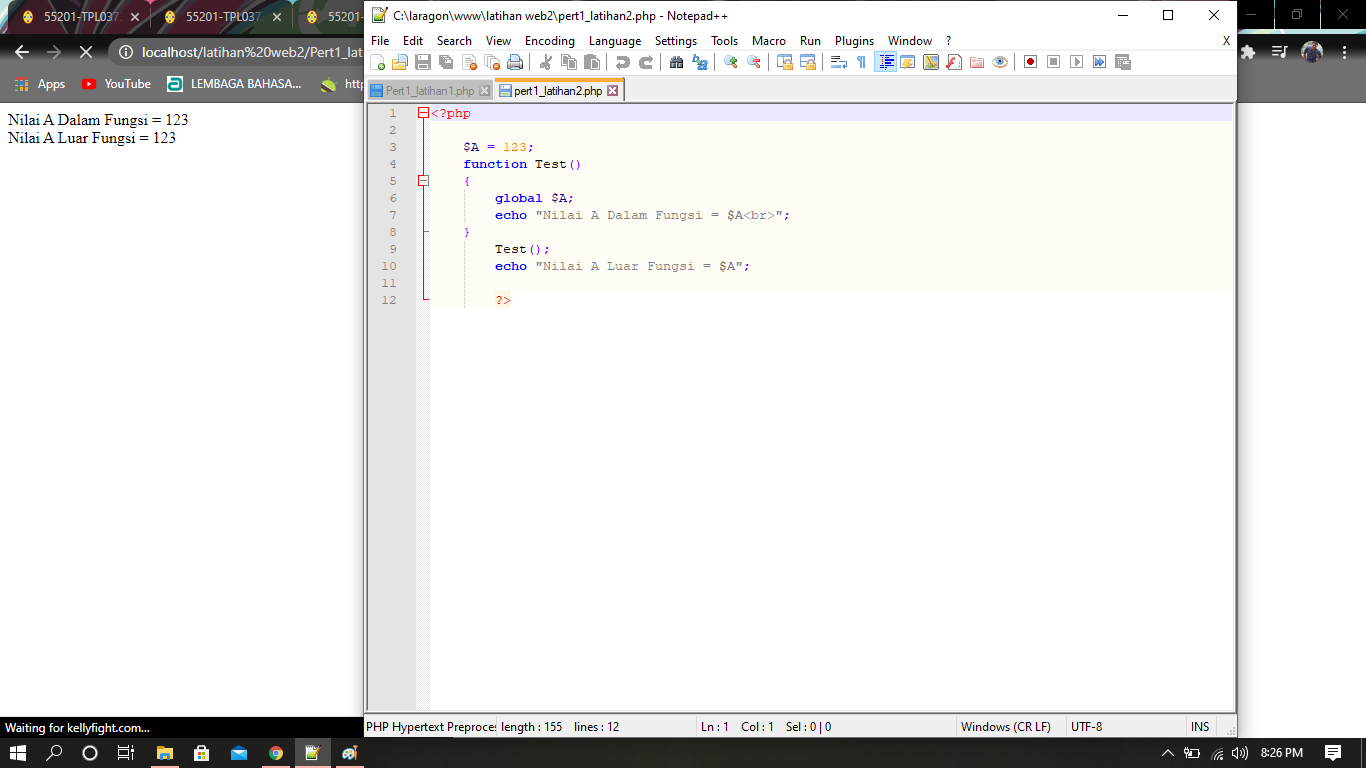 55201-TPL037
55201-TPL037
55201-
localhost/latihan%20web2/Pert1_lat
Apps
YouTube
LEMBAGA BAHASA...
htt
Nilai A Dalam Fungsi = 123
Nilai A Luar Fungsi = 123
Waiting for kellyfight.com...
C:\laragon\www\latihan web2\pert1_latihan2.php - Notepad++
File Edit Search View Encoding Language Settings Tools Macro Run Plugins Window ? X
Pert1_latihan1.php
pert1_latihan2.php
1 <?php
2
3 $A = 123;
4 function Test()
5 {
6 global $A;
7 echo "Nilai A Dalam Fungsi = $A<br>";
8 }
9 Test();
10 echo "Nilai A Luar Fungsi = $A";
11
12 ?>
PHP Hypertext Preproces length : 155 lines : 12 Ln : 1 Col : 1 Sel : 0 | 0 Windows (CR LF) UTF-8 INS
8:26 PM